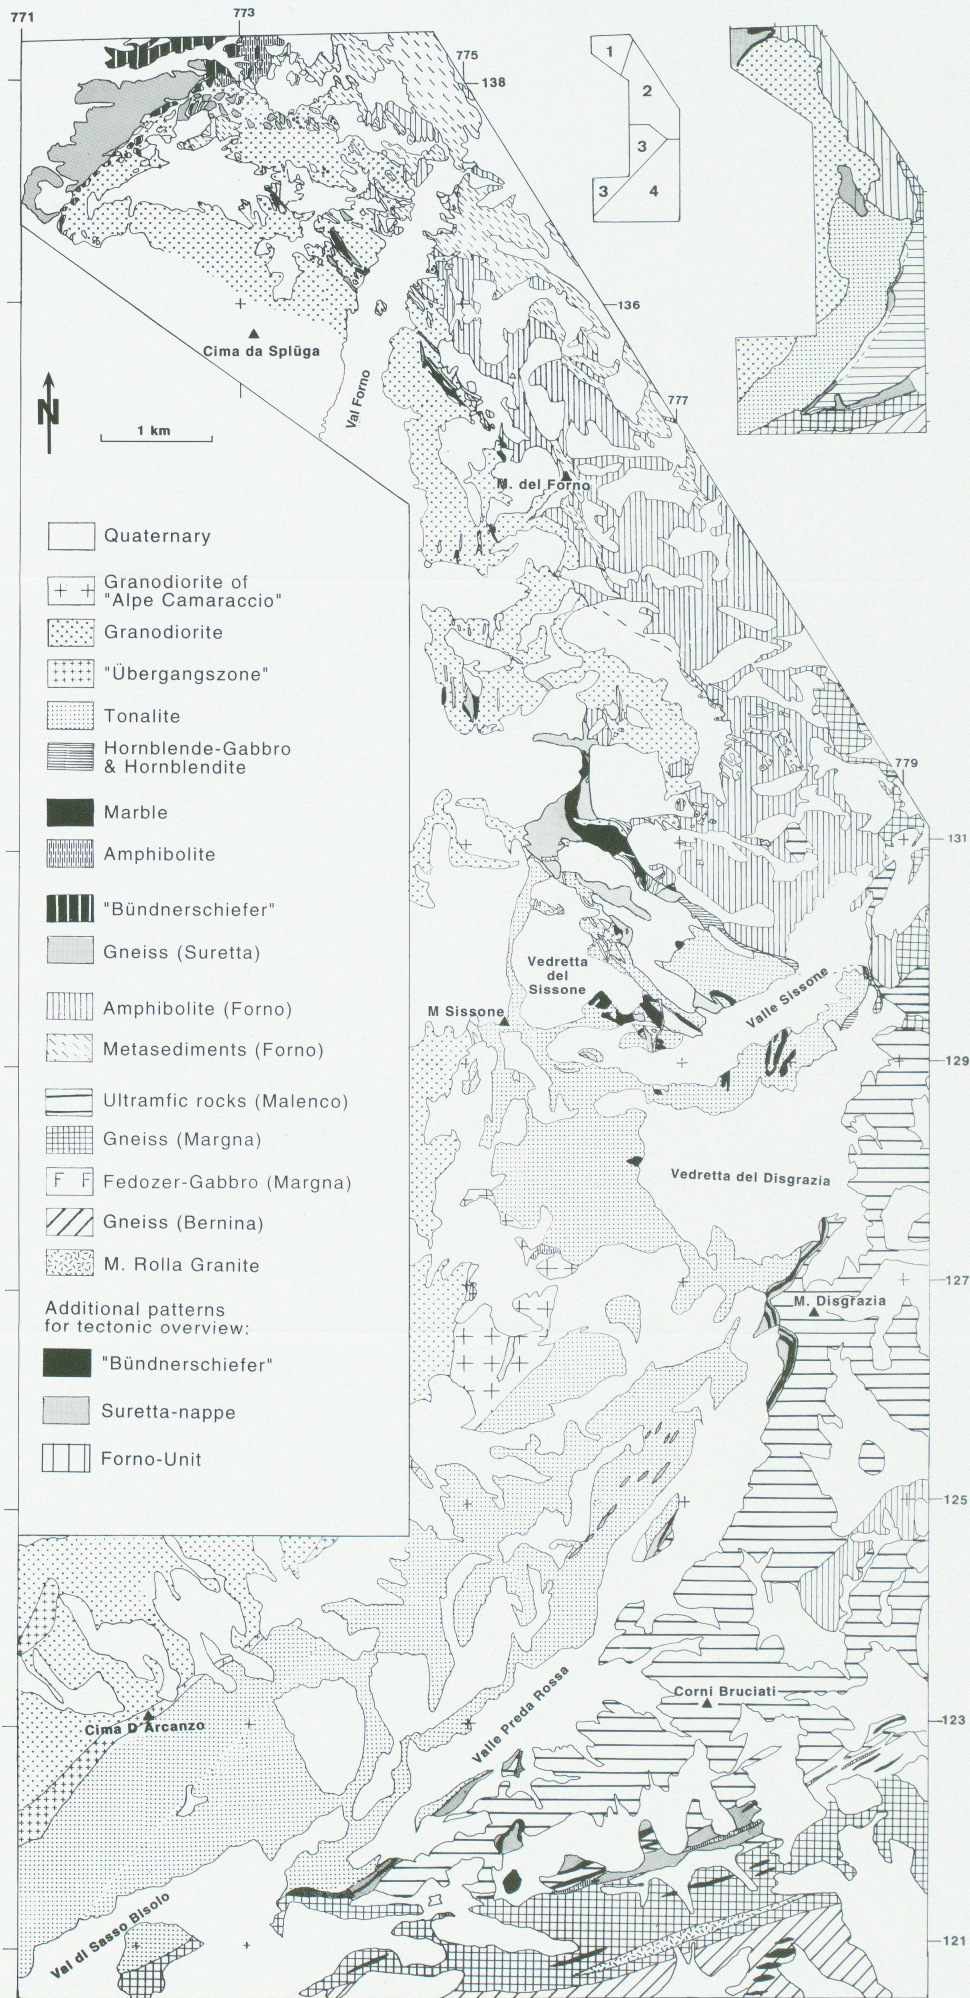 771
773
775
138
1
2
3
3
4
136
Cima da Splüga
Val Forno
777
N
1 km
M. del Forno
Quaternary
Granodiorite of
"Alpe Camaraccio"
Granodiorite
"Übergangszone"
Tonalite
Hornblende-Gabbro
& Hornblendite
Marble
Amphibolite
"Bündnerschiefer"
Gneiss (Suretta)
Amphibolite (Forno)
Metasediments (Forno)
Ultramfic rocks (Malenco)
Gneiss (Margna)
F F
Fedozer-Gabbro (Margna)
Gneiss (Bernina)
M. Rolla Granite
Additional patterns
for tectonic overview:
"Bündnerschiefer"
Suretta-nappe
Forno-Unit
779
131
Vedretta
del
Sissone
M Sissone
Valle Sissone
129
Vedretta del Disgrazia
127
M. Disgrazia
125
Corni Bruciati
Valle Preda Rossa
Cima D'Arcanzo
123
Val di Sasso Bisolo
121